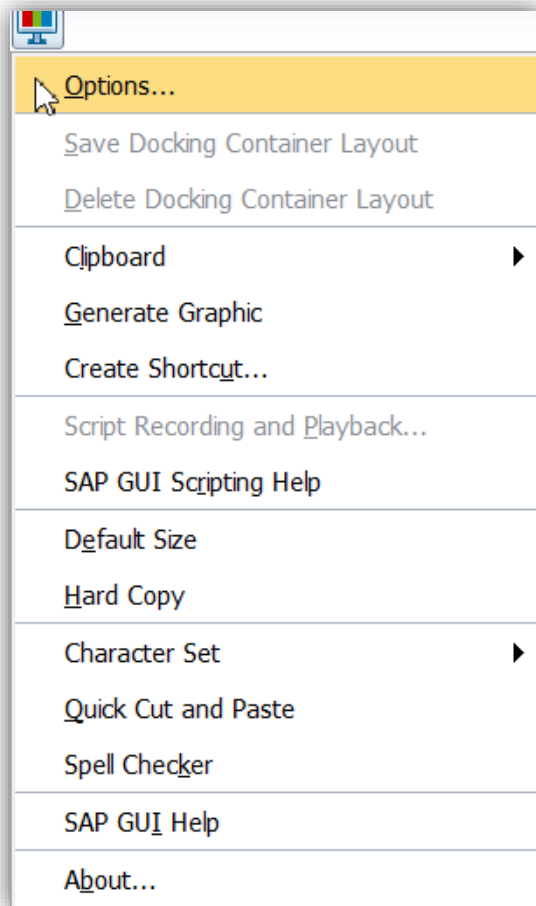 Options...
Save Docking Container Layout
Delete Docking Container Layout
Clipboard
Generate Graphic
Create Shortcut...
Script Recording and Playback...
SAP GUI Scripting Help
Default Size
Hard Copy
Character Set
Quick Cut and Paste
Spell Checker
SAP GUI Help
About...